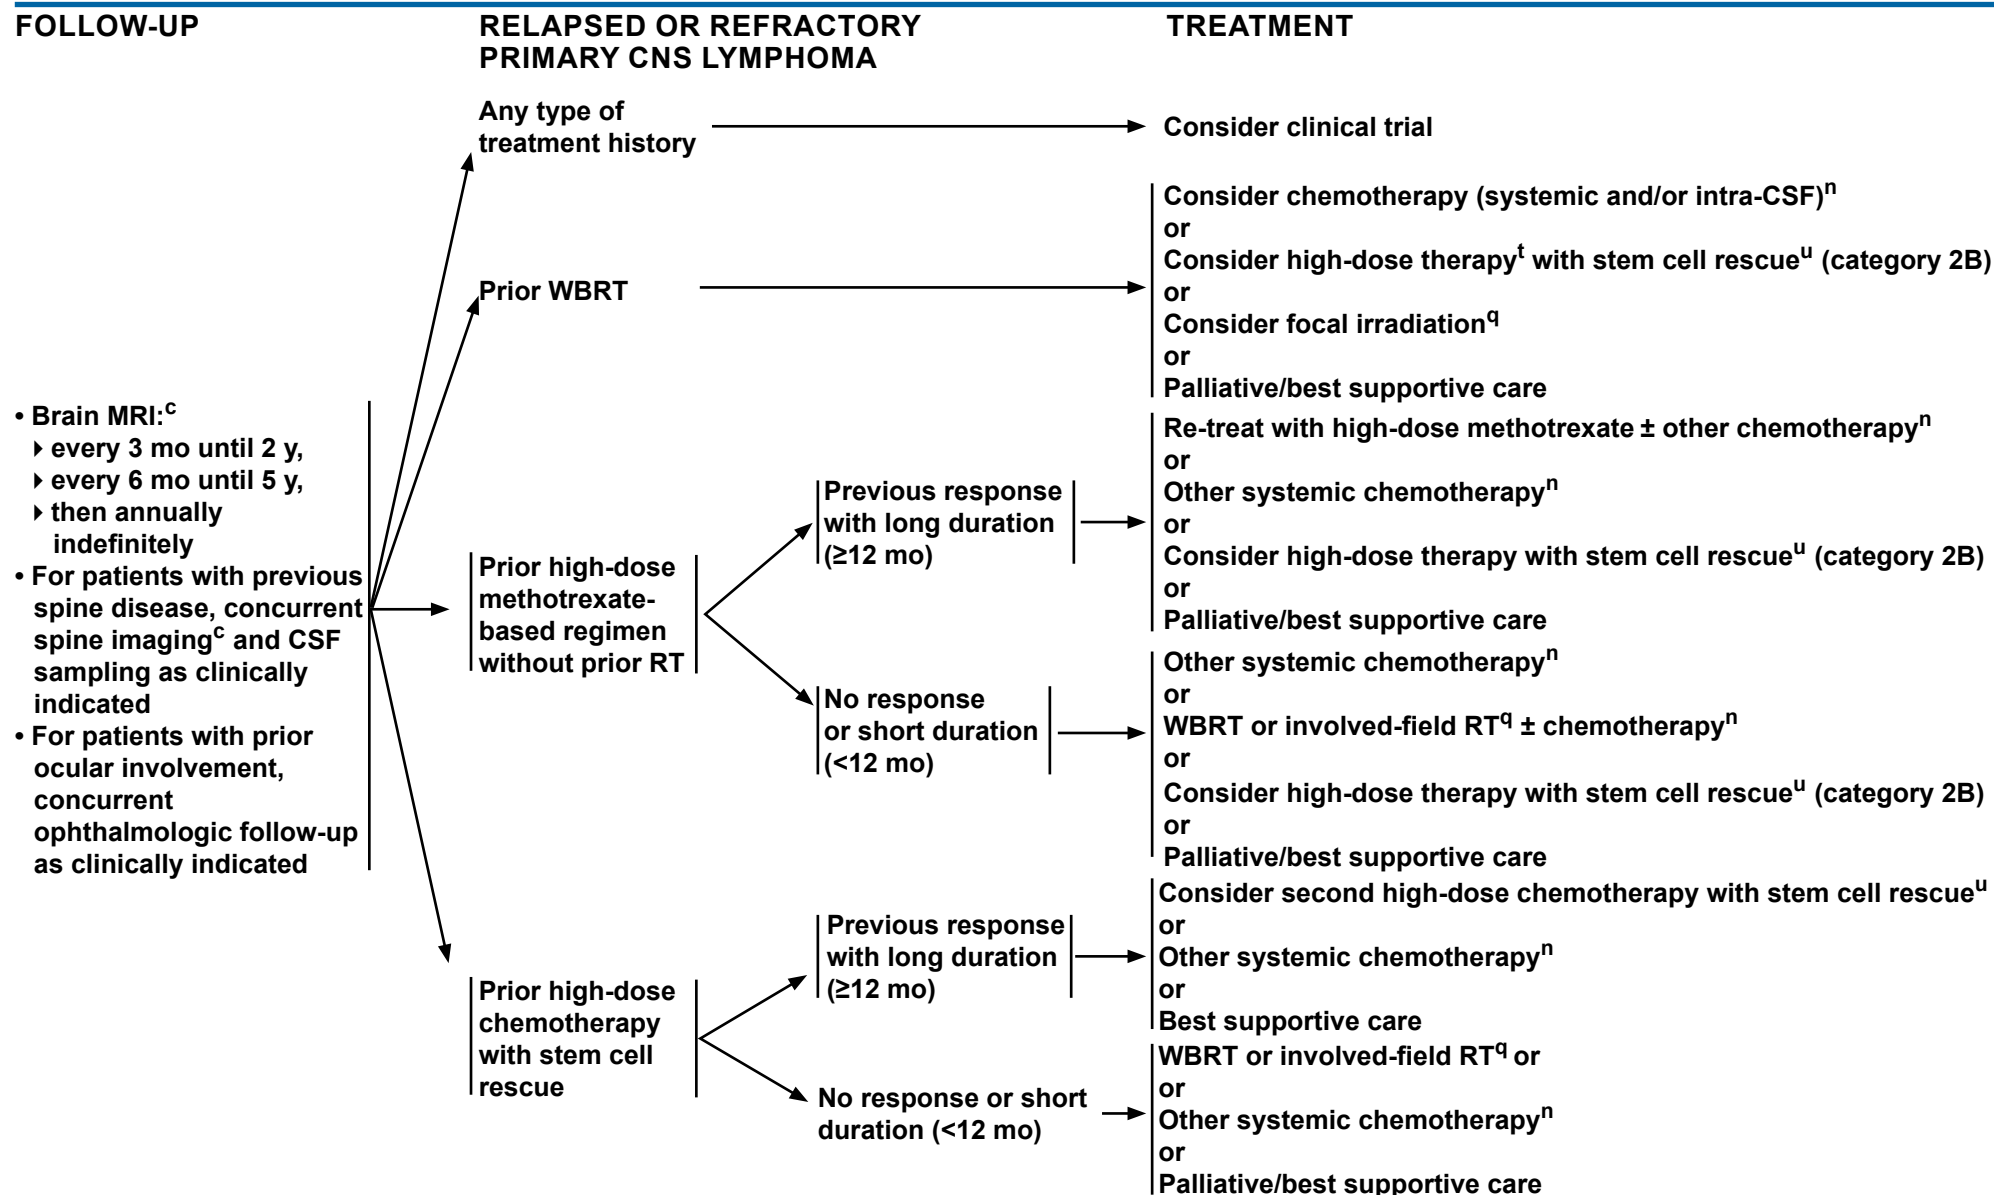 FOLLOW-UP
RELAPSED OR REFRACTORY
PRIMARY CNS LYMPHOMA
TREATMENT
• Brain MRI:c
‣ every 3 mo until 2 y,
‣ every 6 mo until 5 y,
‣ then annually
indefinitely
• For patients with previous
spine disease, concurrent
spine imagingc and CSF
sampling as clinically
indicated
• For patients with prior
ocular involvement,
concurrent
ophthalmologic follow-up
as clinically indicated
Any type of
treatment history
Consider clinical trial
Prior WBRT
Consider chemotherapy (systemic and/or intra-CSF)n
or
Consider high-dose therapyt with stem cell rescueu (category 2B)
or
Consider focal irradiationq
or
Palliative/best supportive care
Prior high-dose
methotrexate-
based regimen
without prior RT
Previous response
with long duration
(≥12 mo)
Re-treat with high-dose methotrexate ± other chemotherapyn
or
Other systemic chemotherapyn
or
Consider high-dose therapy with stem cell rescueu (category 2B)
or
Palliative/best supportive care
No response
or short duration
(<12 mo)
Other systemic chemotherapyn
or
WBRT or involved-field RTq ± chemotherapyn
or
Consider high-dose therapy with stem cell rescueu (category 2B)
or
Palliative/best supportive care
Prior high-dose
chemotherapy
with stem cell
rescue
Previous response
with long duration
(≥12 mo)
Consider second high-dose chemotherapy with stem cell rescueu
or
Other systemic chemotherapyn
or
Best supportive care
No response or short
duration (<12 mo)
WBRT or involved-field RTq or
or
Other systemic chemotherapyn
or
Palliative/best supportive care